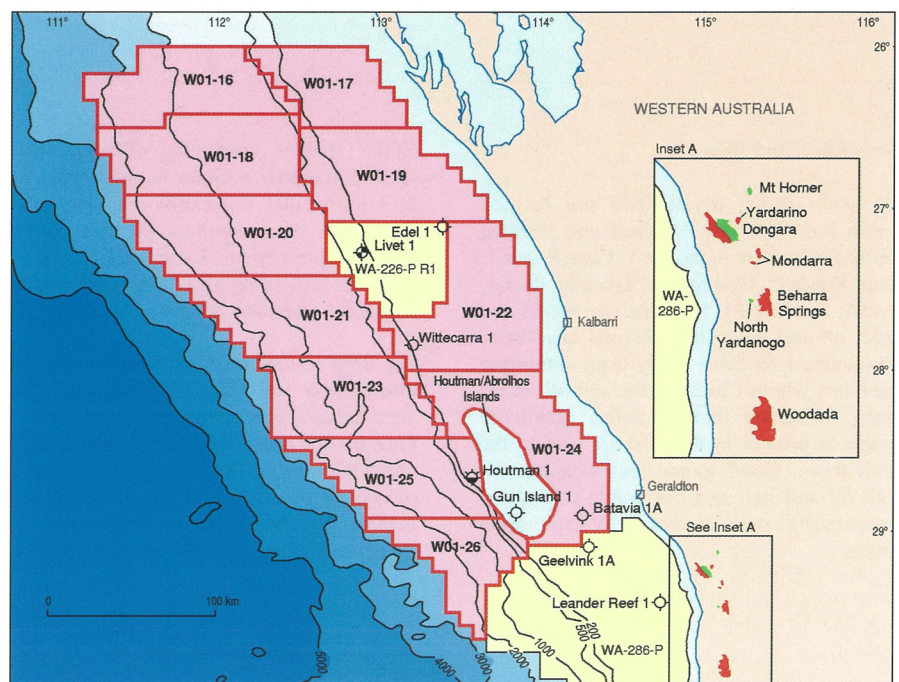 111°
112°
113°
114°
115°
116°
26°
W01-16
W01-17
WESTERN AUSTRALIA
Inset A
W01-18
W01-19
Mt Horner
27°
Yardarino
Dongara
Edel 1
W01-20
Livet 1
WA-226-P R1
Mondarra
WA-
286-P
Beharra
Springs
North
Yardanogo
W01-21
W01-22
Kalbarri
Wittecarra 1
28°
Houtman/Abrolhos
Islands
W01-23
Woodada
W01-24
Houtman 1
W01-25
Geraldton
Gun Island 1
Batavia 1A
29°
See Inset A
W01-26
Geelvink 1A
0
100 km
Leander Reef 1
200
500
1000
2000
3000
4000
5000
WA-286-P